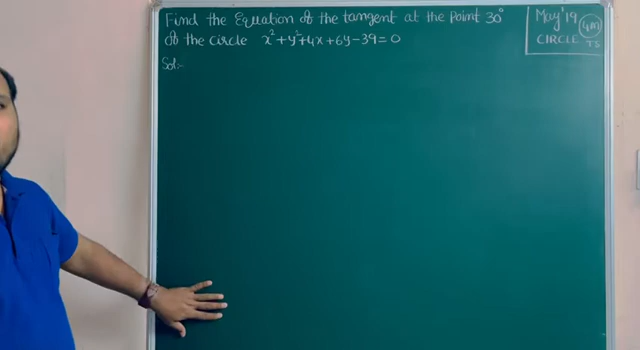 Find the Equation of the tangent at the Point 30°
of the circle x²+y²+4x+6y-39=0
Sol:-
May'19 4M
CIRCLE TS